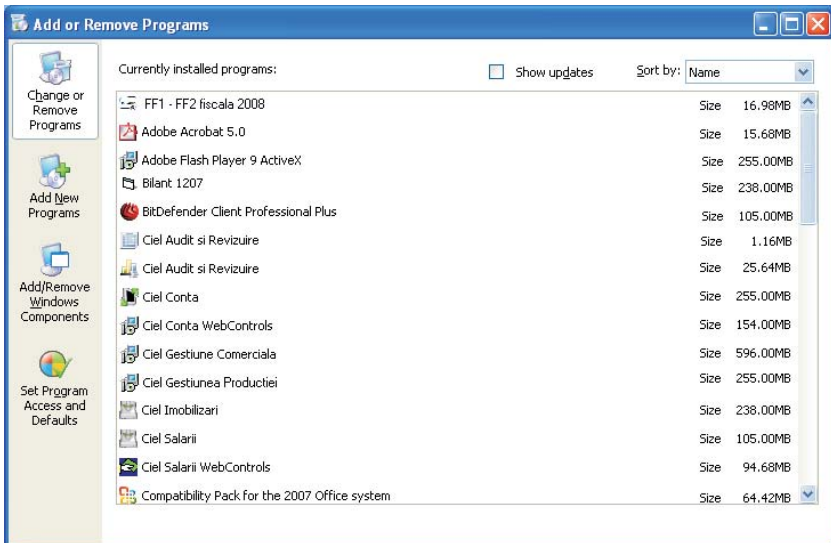 Add or Remove Programs
Change or
Remove
Programs
Add New
Programs
Add/Remove
Windows
Components
Set Program
Access and
Defaults
Currently installed programs:
Show updates
Sort by: Name
FF1 - FF2 fiscala 2008 Size 16.98MB
Adobe Acrobat 5.0 Size 15.68MB
Adobe Flash Player 9 ActiveX Size 255.00MB
Bilant 1207 Size 238.00MB
BitDefender Client Professional Plus Size 105.00MB
Ciel Audit si Revizuire Size 1.16MB
Ciel Audit si Revizuire Size 25.64MB
Ciel Conta Size 255.00MB
Ciel Conta WebControls Size 154.00MB
Ciel Gestiune Comerciala Size 596.00MB
Ciel Gestiunea Productiei Size 255.00MB
Ciel Imobilizari Size 238.00MB
Ciel Salarii Size 105.00MB
Ciel Salarii WebControls Size 94.68MB
Compatibility Pack for the 2007 Office system Size 64.42MB